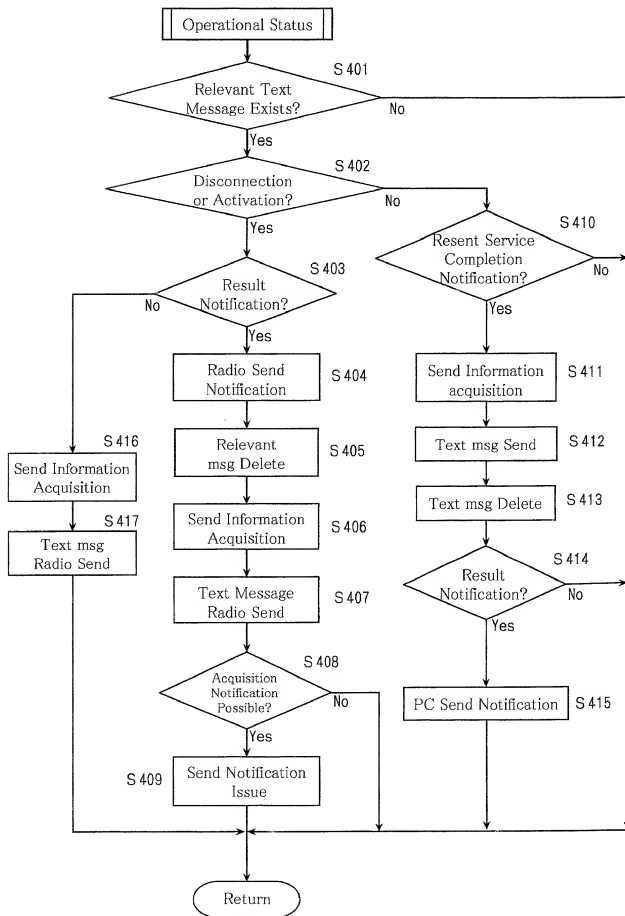 Operational Status
S 401
Relevant Text
Message Exists?
No
Yes
S 402
Disconnection
or Activation?
No
Yes
S 410
Resent Service
Completion
Notification?
No
Yes
S 403
Result
Notification?
No
Yes
Radio Send
Notification
S 404
Send Information
acquisition
S 411
S 416
Send Information
Acquisition
Relevant
msg Delete
S 405
Text msg Send
S 412
S 417
Text msg
Radio Send
Send Information
Acquisition
S 406
Text msg Delete
S 413
Text Message
Radio Send
S 407
S 414
Result
Notification?
No
Yes
S 408
Acquisition
Notification
Possible?
No
Yes
PC Send Notification
S 415
S 409
Send Notification
Issue
Return